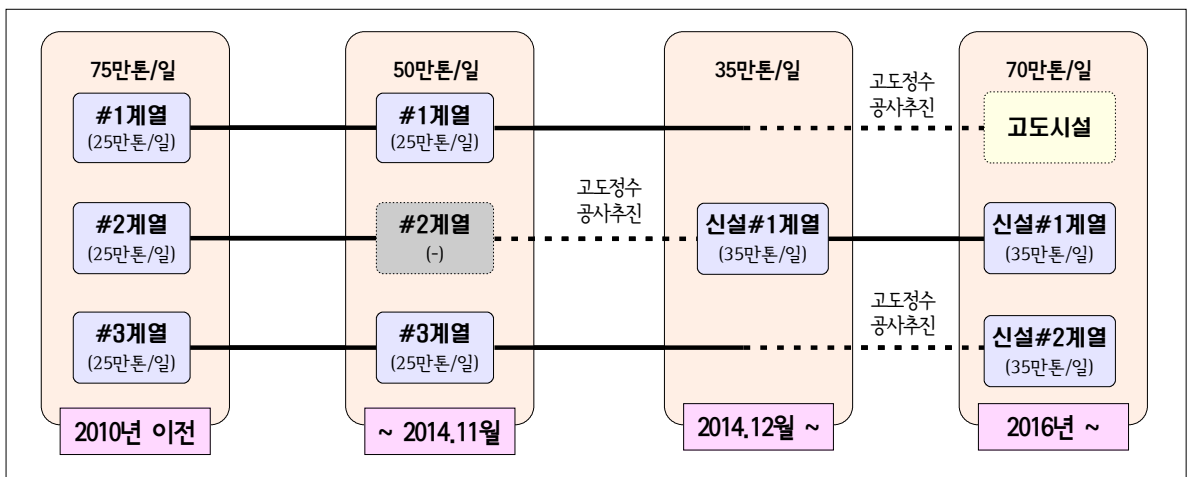 75만톤/일
#1계열
(25만톤/일)
#2계열
(25만톤/일)
#3계열
(25만톤/일)
2010년 이전
50만톤/일
#1계열
(25만톤/일)
#2계열
(-)
#3계열
(25만톤/일)
~ 2014.11월
고도정수
공사추진
35만톤/일
신설#1계열
(35만톤/일)
2014.12월 ~
고도정수
공사추진
고도정수
공사추진
70만톤/일
고도시설
신설#1계열
(35만톤/일)
신설#2계열
(35만톤/일)
2016년 ~